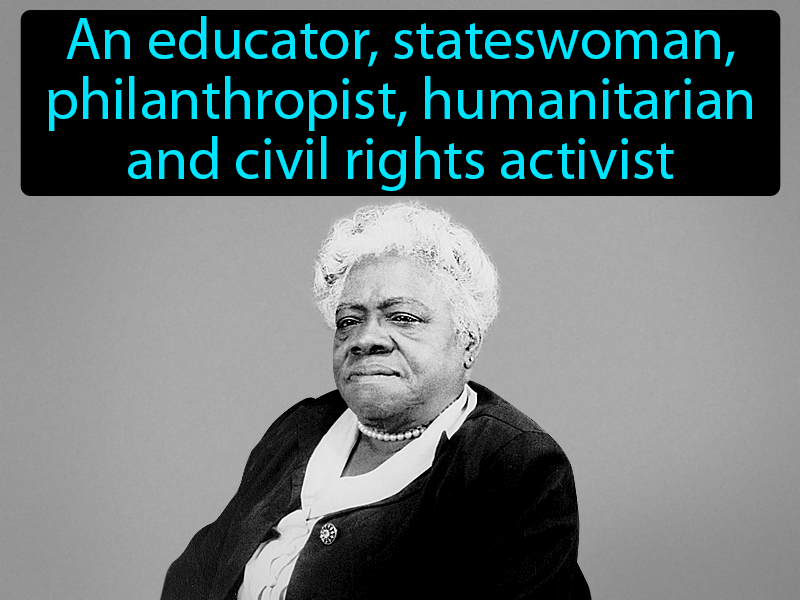 An educator, stateswoman,
philanthropist, humanitarian
and civil rights activist